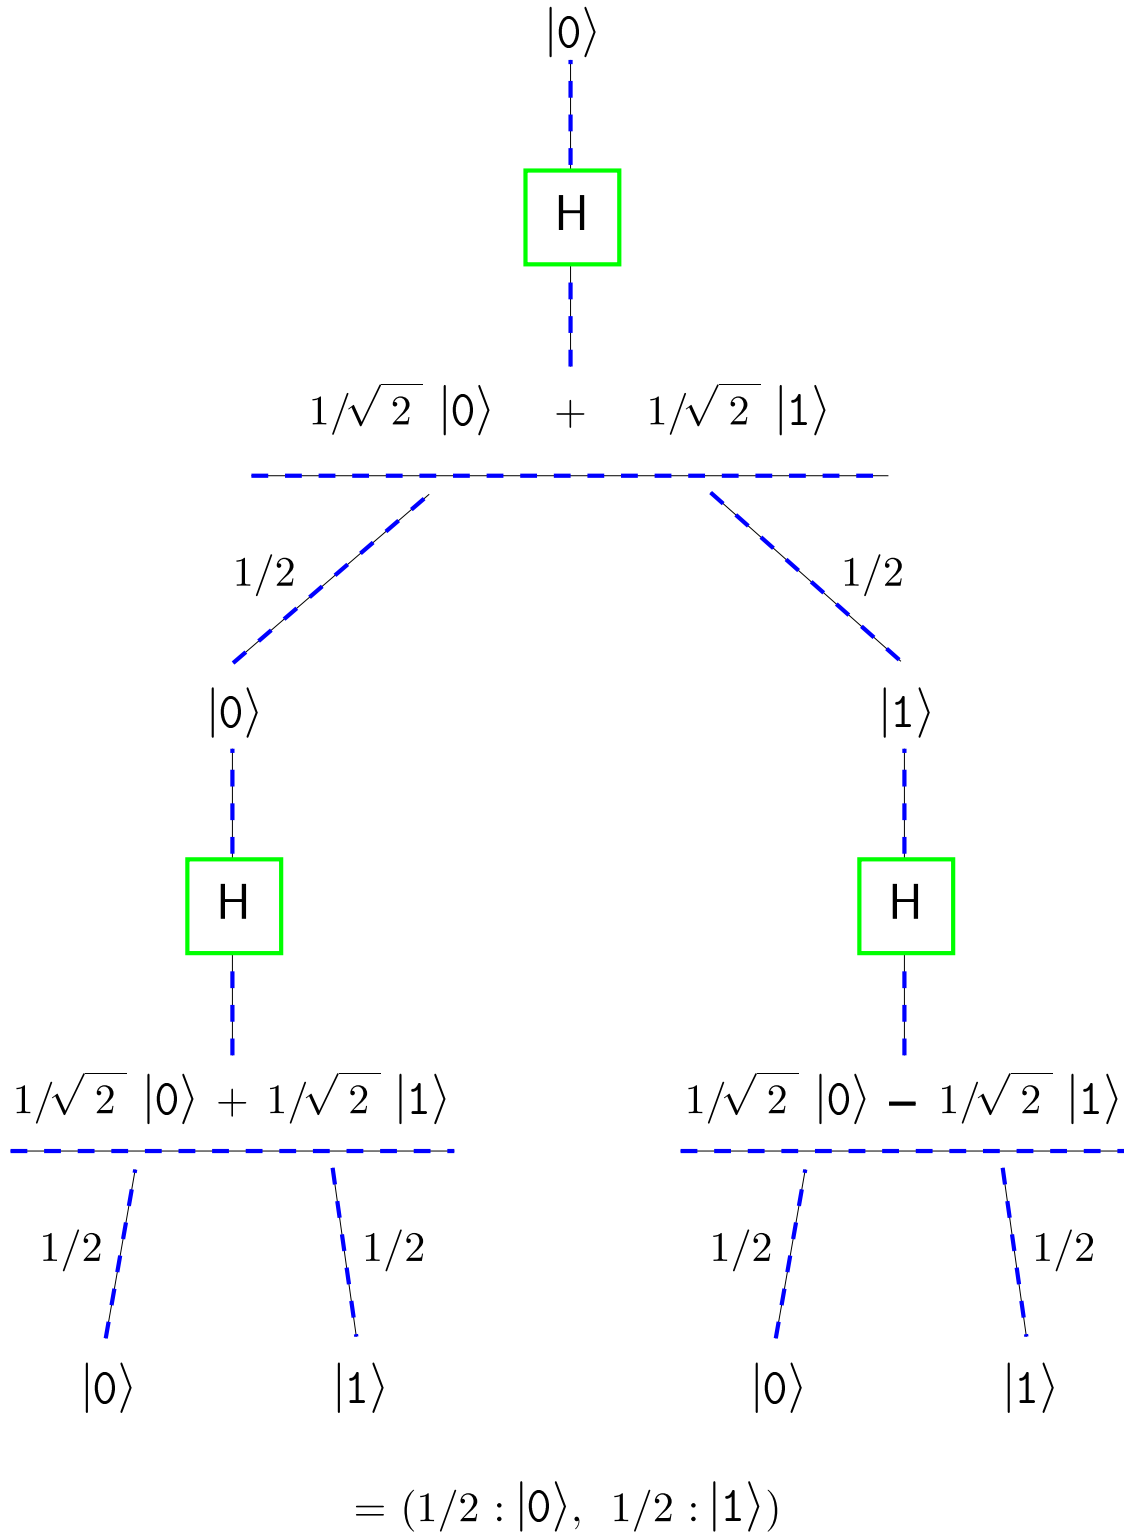 |0⟩
H
1/√2 |0⟩ + 1/√2 |1⟩
1/2 1/2
|0⟩ |1⟩
H H
1/√2 |0⟩ + 1/√2 |1⟩ 1/√2 |0⟩ − 1/√2 |1⟩
1/2 1/2 1/2 1/2
|0⟩ |1⟩ |0⟩ |1⟩
= (1/2 : |0⟩, 1/2 : |1⟩)